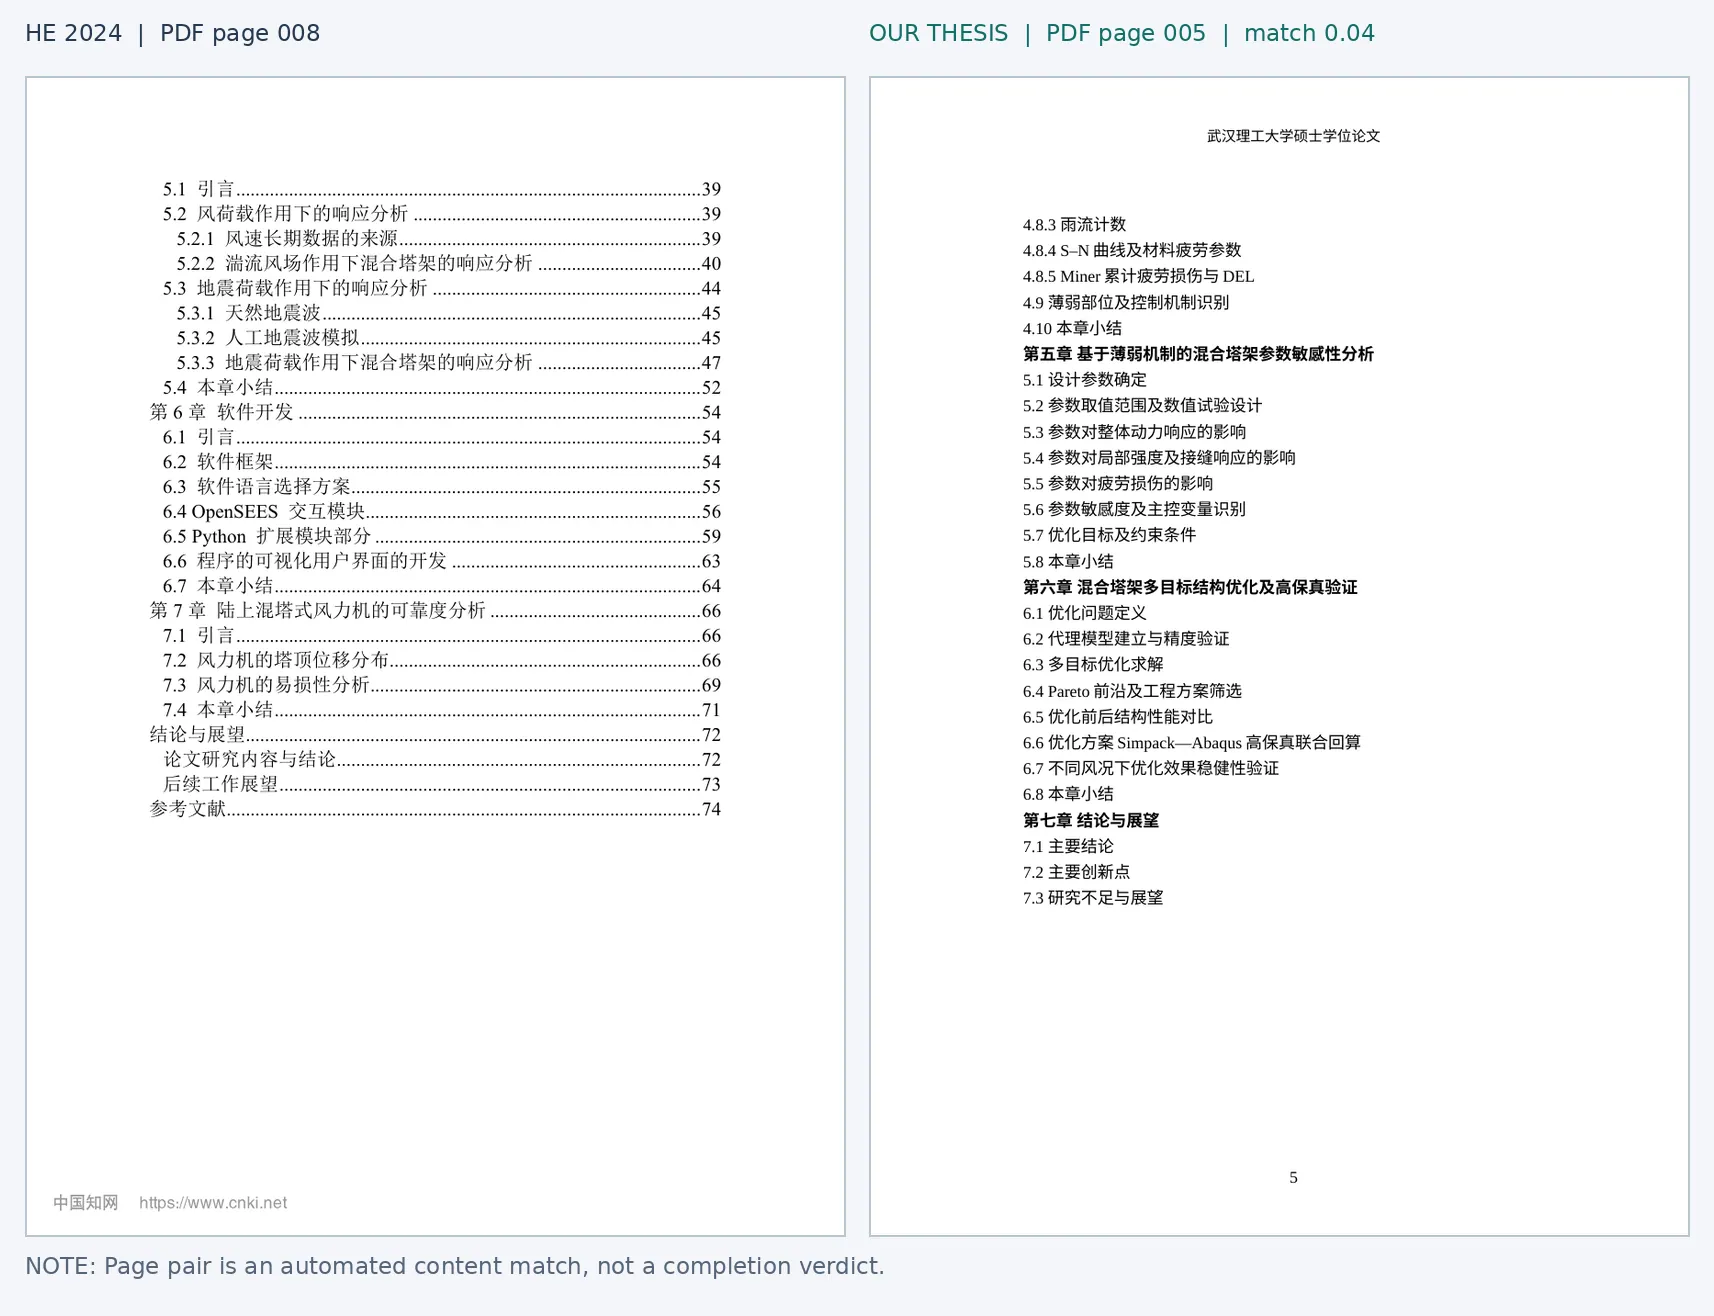 HE 2024 | PDF page 008
5.1 引言........................................39
5.2 风荷载作用下的响应分析........................................39
5.2.1 风速长期数据的来源........................................39
5.2.2 湍流风场作用下混合塔架的响应分析........................................40
5.3 地震荷载作用下的响应分析........................................44
5.3.1 天然地震波........................................45
5.3.2 人工地震波模拟........................................45
5.3.3 地震荷载作用下混合塔架的响应分析........................................47
5.4 本章小结........................................52
第 6 章 软件开发........................................54
6.1 引言........................................54
6.2 软件框架........................................54
6.3 软件语言选择方案........................................55
6.4 OpenSEES 交互模块........................................56
6.5 Python 扩展模块部分........................................59
6.6 程序的可视化用户界面的开发........................................63
6.7 本章小结........................................64
第 7 章 陆上混塔式风力机的可靠度分析........................................66
7.1 引言........................................66
7.2 风力机的塔顶位移分布........................................66
7.3 风力机的易损性分析........................................69
7.4 本章小结........................................71
结论与展望........................................72
论文研究内容与结论........................................72
后续工作展望........................................73
参考文献........................................74
中国知网 https://www.cnki.net
OUR THESIS | PDF page 005 | match 0.04
武汉理工大学硕士学位论文
4.8.3 雨流计数
4.8.4 S–N 曲线及材料疲劳参数
4.8.5 Miner 累计疲劳损伤与 DEL
4.9 薄弱部位及控制机制识别
4.10 本章小结
第五章 基于薄弱机制的混合塔架参数敏感性分析
5.1 设计参数确定
5.2 参数取值范围及数值试验设计
5.3 参数对整体动力响应的影响
5.4 参数对局部强度及接缝响应的影响
5.5 参数对疲劳损伤的影响
5.6 参数敏感度及主控变量识别
5.7 优化目标及约束条件
5.8 本章小结
第六章 混合塔架多目标结构优化及高保真验证
6.1 优化问题定义
6.2 代理模型建立与精度验证
6.3 多目标优化求解
6.4 Pareto 前沿及工程方案筛选
6.5 优化前后结构性能对比
6.6 优化方案 Simpack—Abaqus 高保真联合回算
6.7 不同风况下优化效果稳健性验证
6.8 本章小结
第七章 结论与展望
7.1 主要结论
7.2 主要创新点
7.3 研究不足与展望
5
NOTE: Page pair is an automated content match, not a completion verdict.